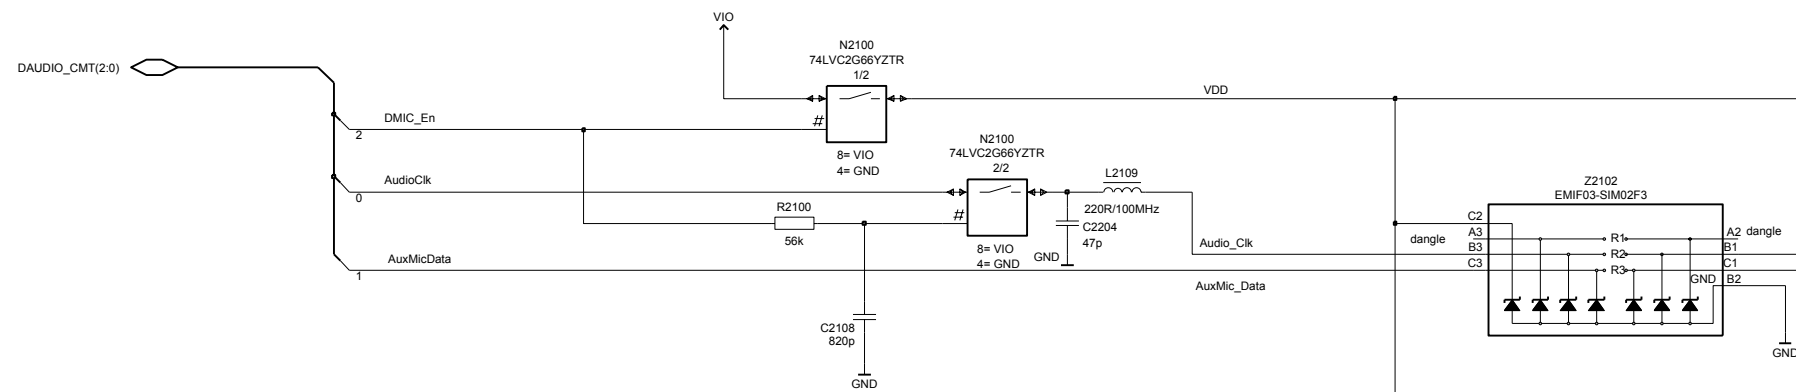 VIO
N2100
74LVC2G66YZTR
1/2
DAUDIO_CMT(2:0)
VDD
DMIC_En
#
2
8= VIO
4= GND
N2100
74LVC2G66YZTR
2/2
AudioClk
0
L2109
220R/100MHz
R2100
56k
#
C2204
47p
GND
8= VIO
4= GND
Audio_Clk
AuxMicData
1
AuxMic_Data
C2108
820p
GND
Z2102
EMIF03-SIM02F3
C2
A3
dangle
B3
C3
R1
R2
R3
A2
dangle
B1
C1
GND
B2
GND